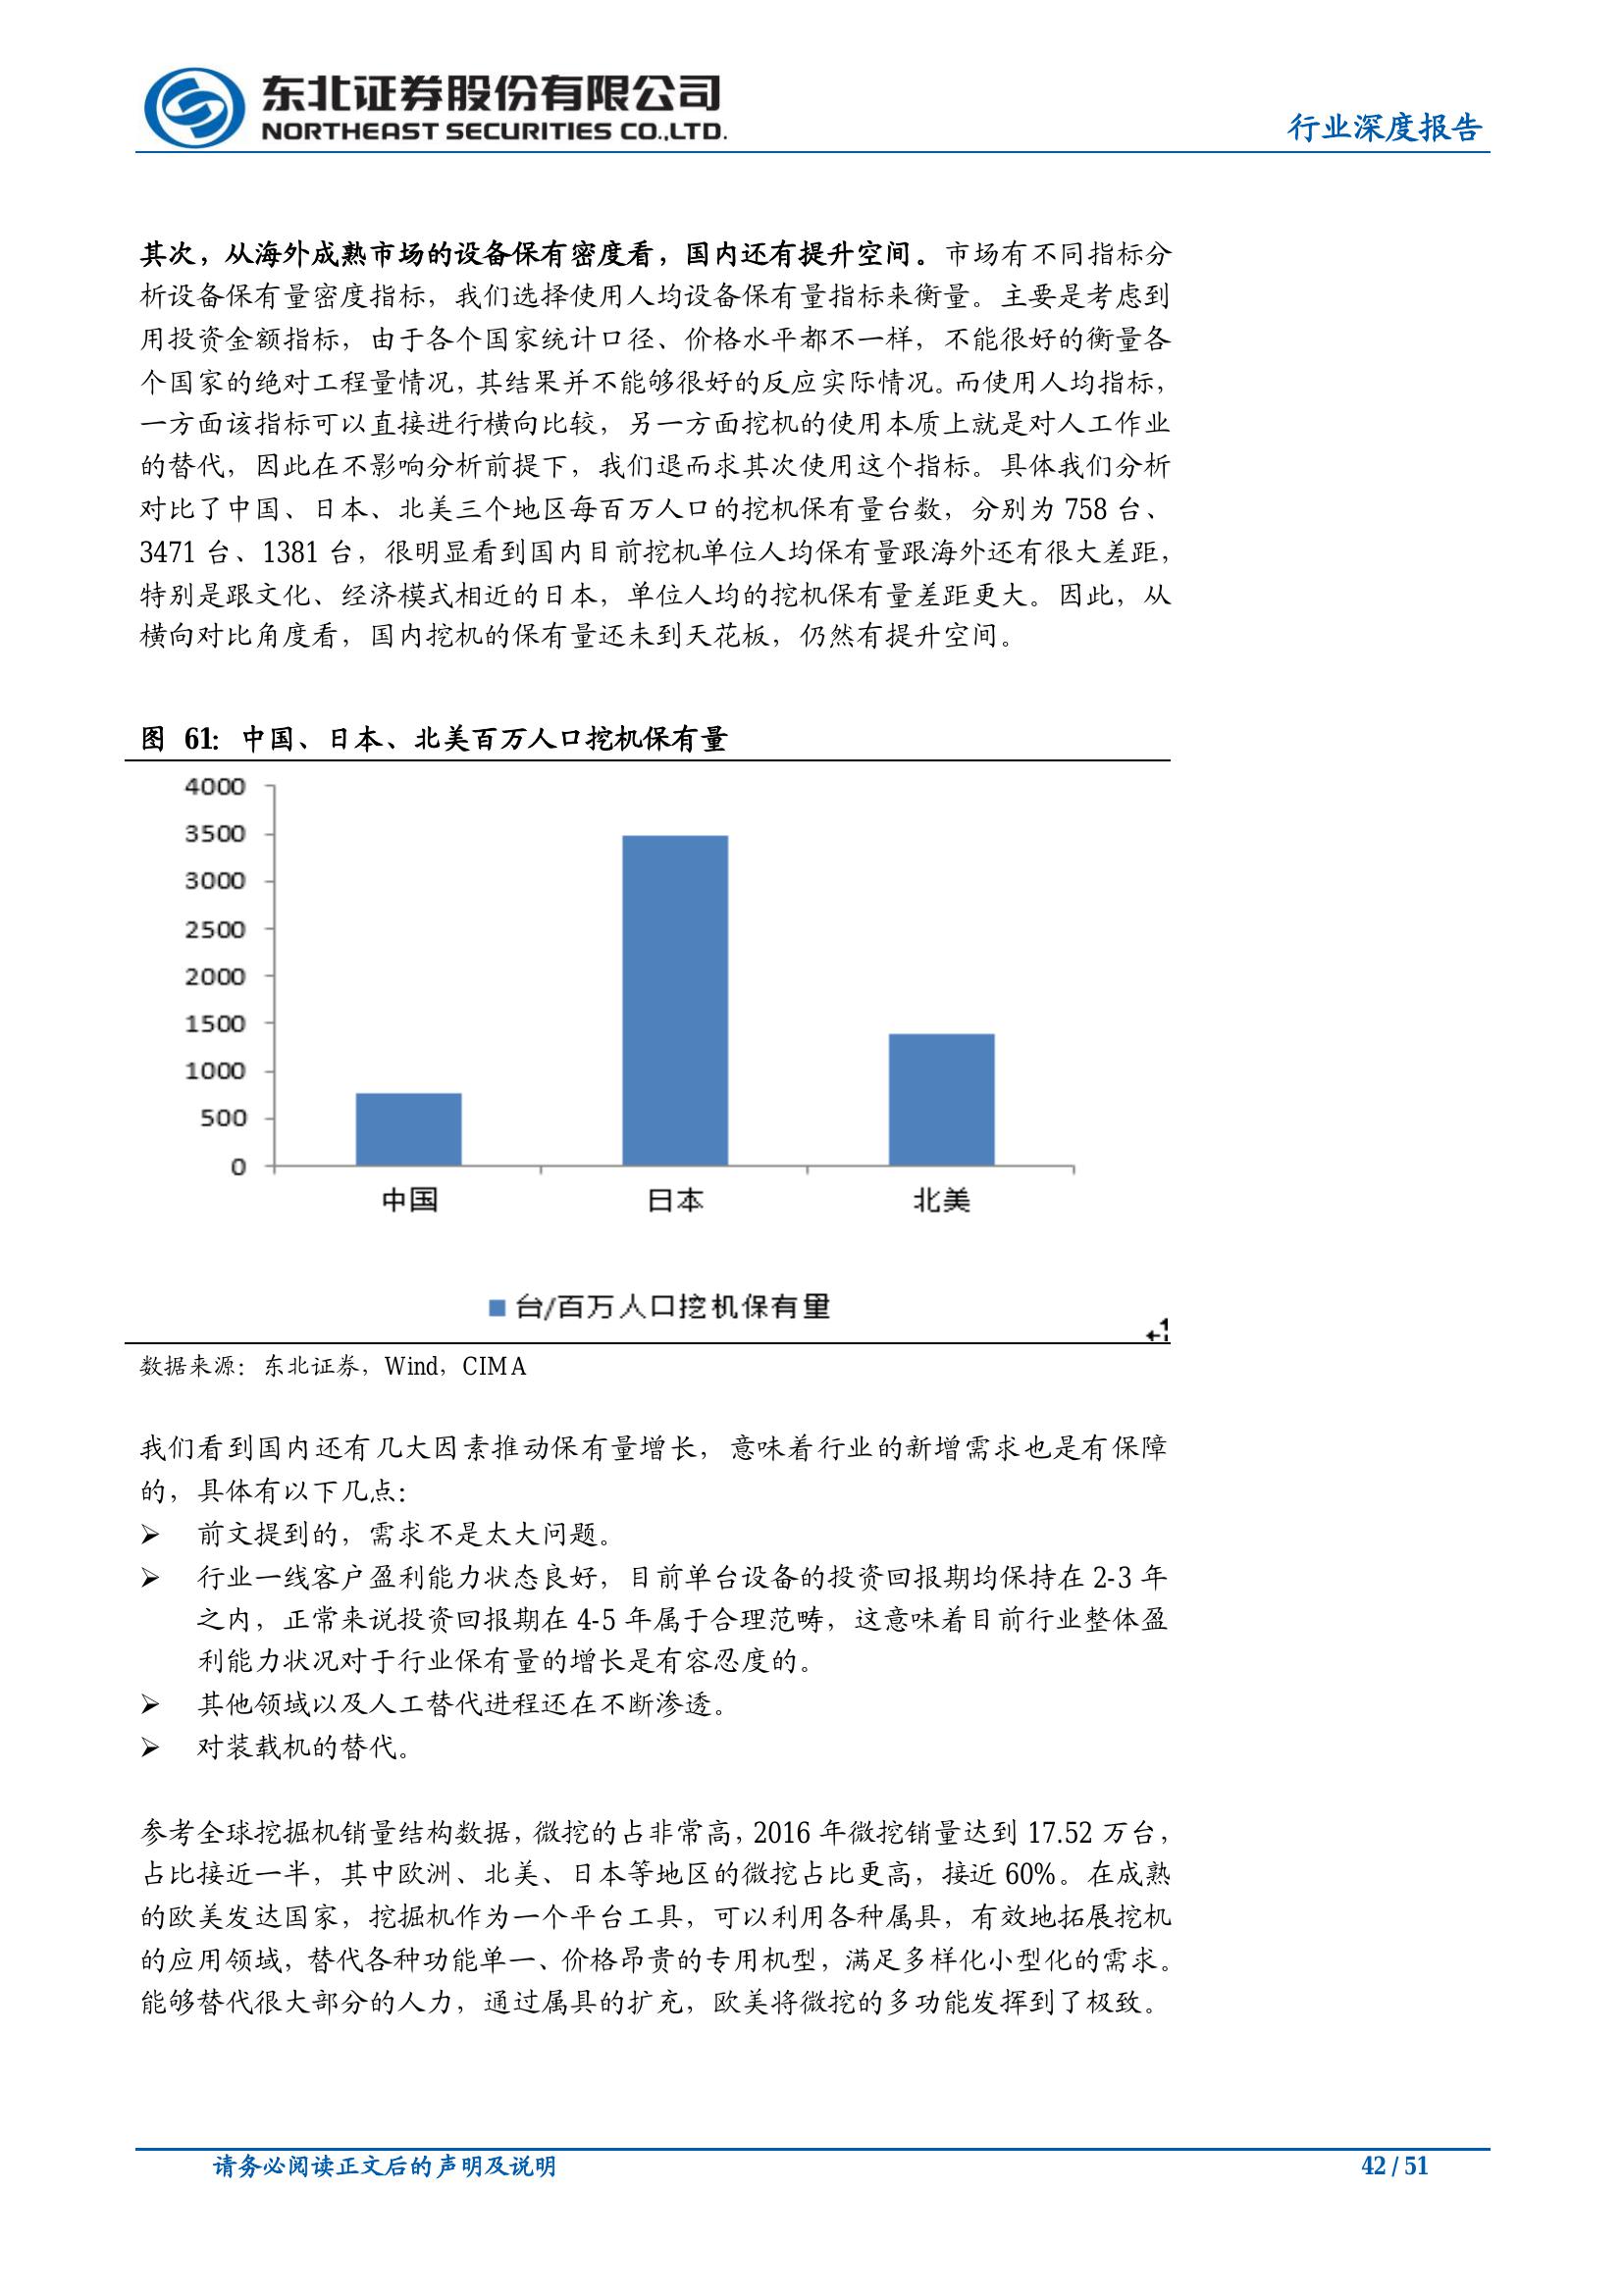 东北证券股份有限公司
NORTHEAST SECURITIES CO.,LTD.
行业深度报告
其次，从海外成熟市场的设备保有密度看，国内还有提升空间。市场有不同指标分
析设备保有量密度指标，我们选择使用人均设备保有量指标来衡量。主要是考虑到
用投资金额指标，由于各个国家统计口径、价格水平都不一样，不能很好的衡量各
个国家的绝对工程量情况，其结果并不能够很好的反应实际情况。而使用人均指标，
一方面该指标可以直接进行横向比较，另一方面挖机的使用本质上就是对人工作业
的替代，因此在不影响分析前提下，我们退而求其次使用这个指标。具体我们分析
对比了中国、日本、北美三个地区每百万人口的挖机保有量台数，分别为 758 台、
3471 台、1381 台，很明显看到国内目前挖机单位人均保有量跟海外还有很大差距，
特别是跟文化、经济模式相近的日本，单位人均的挖机保有量差距更大。因此，从
横向对比角度看，国内挖机的保有量还未到天花板，仍然有提升空间。
图 61：中国、日本、北美百万人口挖机保有量
4000
3500
3000
2500
2000
1500
1000
500
0
中国 日本 北美
台/百万人口挖机保有量
数据来源：东北证券，Wind，CIMA
我们看到国内还有几大因素推动保有量增长，意味着行业的新增需求也是有保障
的，具体有以下几点：
➢ 前文提到的，需求不是太大问题。
➢ 行业一线客户盈利能力状态良好，目前单台设备的投资回报期均保持在 2-3 年
之内，正常来说投资回报期在 4-5 年属于合理范畴，这意味着目前行业整体盈
利能力状况对于行业保有量的增长是有容忍度的。
➢ 其他领域以及人工替代进程还在不断渗透。
➢ 对装载机的替代。
参考全球挖掘机销量结构数据，微挖的占非常高，2016 年微挖销量达到 17.52 万台，
占比接近一半，其中欧洲、北美、日本等地区的微挖占比更高，接近 60%。在成熟
的欧美发达国家，挖掘机作为一个平台工具，可以利用各种属具，有效地拓展挖机
的应用领域，替代各种功能单一、价格昂贵的专用机型，满足多样化小型化的需求。
能够替代很大部分的人力，通过属具的扩充，欧美将微挖的多功能发挥到了极致。
请务必阅读正文后的声明及说明
42 / 51